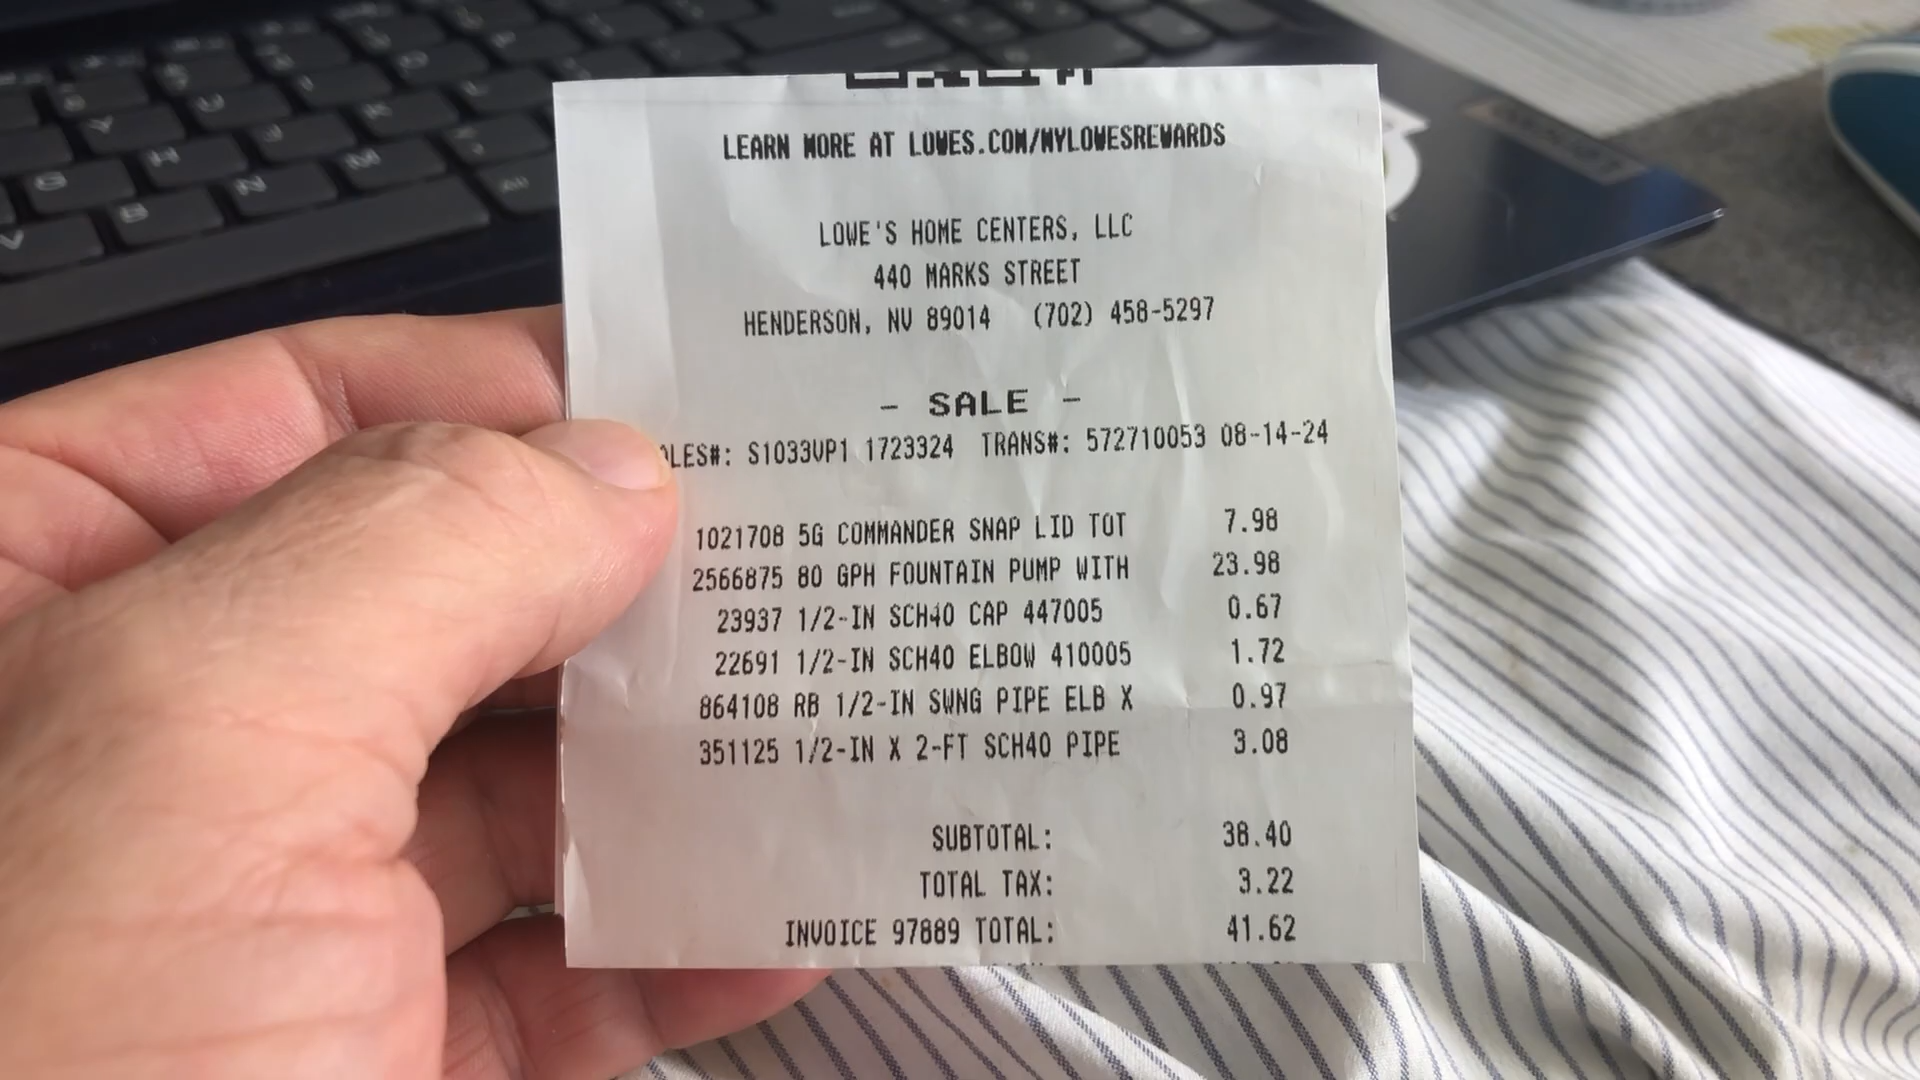 LEARN MORE AT LOWES.COM/MYLOWESREWARDS
LOWE'S HOME CENTERS, LLC
440 MARKS STREET
HENDERSON, NV 89014 (702) 458-5297
- SALE -
ALES#: S1033VP1 1723324 TRANS#: 572710053 08-14-24
1021708 5G COMMANDER SNAP LID TOT 7.98
2566875 80 GPH FOUNTAIN PUMP WITH 23.98
23937 1/2-IN SCH40 CAP 447005 0.67
22691 1/2-IN SCH40 ELBOW 410005 1.72
864108 RB 1/2-IN SWNG PIPE ELB X 0.97
351125 1/2-IN X 2-FT SCH40 PIPE 3.08
SUBTOTAL: 38.40
TOTAL TAX: 3.22
INVOICE 97889 TOTAL: 41.62